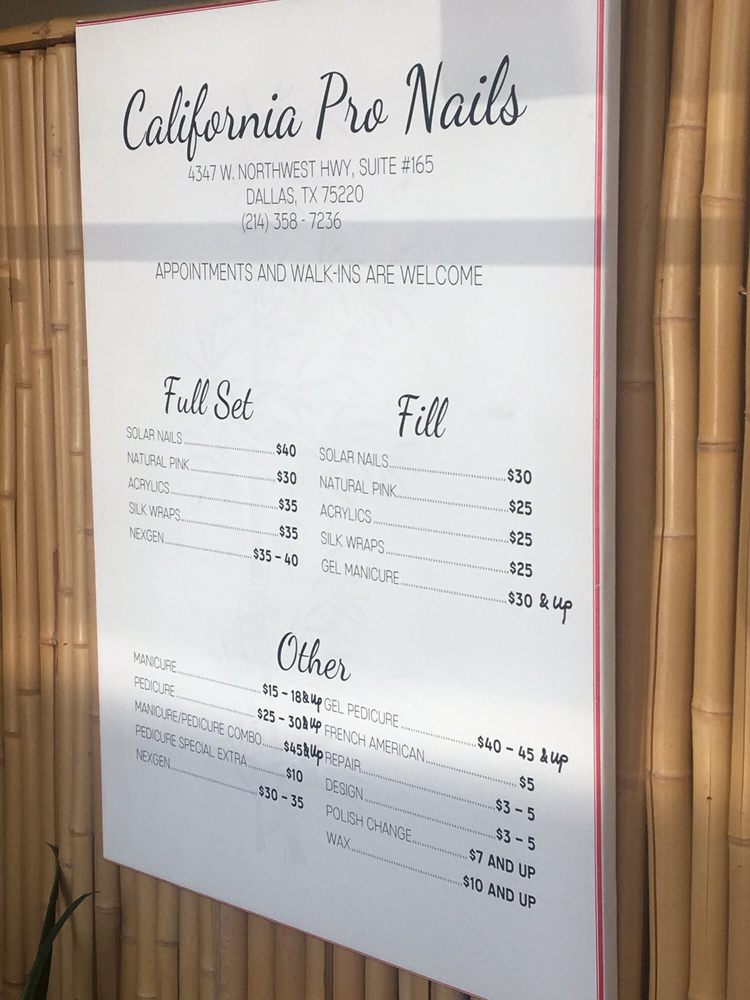 California Pro Nails
4347 W. NORTHWEST HWY, SUITE #165
DALLAS, TX 75220
(214) 358 - 7236
APPOINTMENTS AND WALK-INS ARE WELCOME
Full Set
SOLAR NAILS $40
NATURAL PINK $30
ACRYLICS $35
SILK WRAPS $35
NEXGEN $35 - 40
Fill
SOLAR NAILS $30
NATURAL PINK $25
ACRYLICS $25
SILK WRAPS $25
GEL MANICURE $30 & up
Other
MANICURE $15 - 18 & up
PEDICURE $25 - 30 & up
MANICURE/PEDICURE COMBO $45 & up
PEDICURE SPECIAL EXTRA $10
NEXGEN $30 - 35
GEL PEDICURE $40 - 45 & up
FRENCH AMERICAN $5
REPAIR $3 - 5
DESIGN $3 - 5
POLISH CHANGE $7 AND UP
WAX $10 AND UP